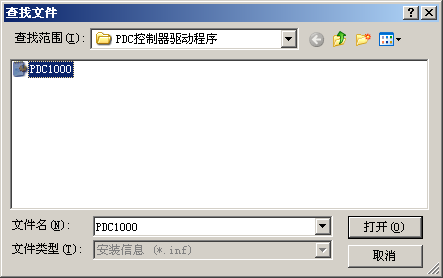 查找文件
查找范围(I):
PDC控制器驱动程序
PDC1000
文件名(N):
PDC1000
打开(O)
文件类型(T):
安装信息 (*.inf)
取消